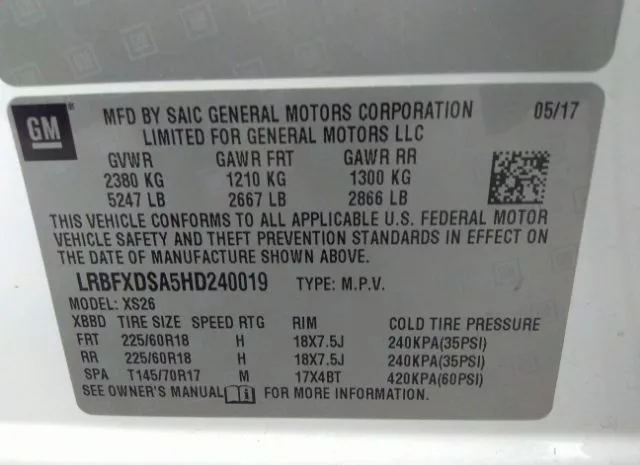 GM
MFD BY SAIC GENERAL MOTORS CORPORATION 05/17
LIMITED FOR GENERAL MOTORS LLC
GVWR GAWR FRT GAWR RR
2380 KG 1210 KG 1300 KG
5247 LB 2667 LB 2866 LB
THIS VEHICLE CONFORMS TO ALL APPLICABLE U.S. FEDERAL MOTOR
VEHICLE SAFETY AND THEFT PREVENTION STANDARDS IN EFFECT ON
THE DATE OF MANUFACTURE SHOWN ABOVE.
LRBFXDSA5HD240019 TYPE: M.P.V.
MODEL: XS26
XBBD TIRE SIZE SPEED RTG RIM COLD TIRE PRESSURE
FRT 225/60R18 H 18X7.5J 240KPA(35PSI)
RR 225/60R18 H 18X7.5J 240KPA(35PSI)
SPA T145/70R17 M 17X4BT 420KPA(60PSI)
SEE OWNER'S MANUAL FOR MORE INFORMATION.